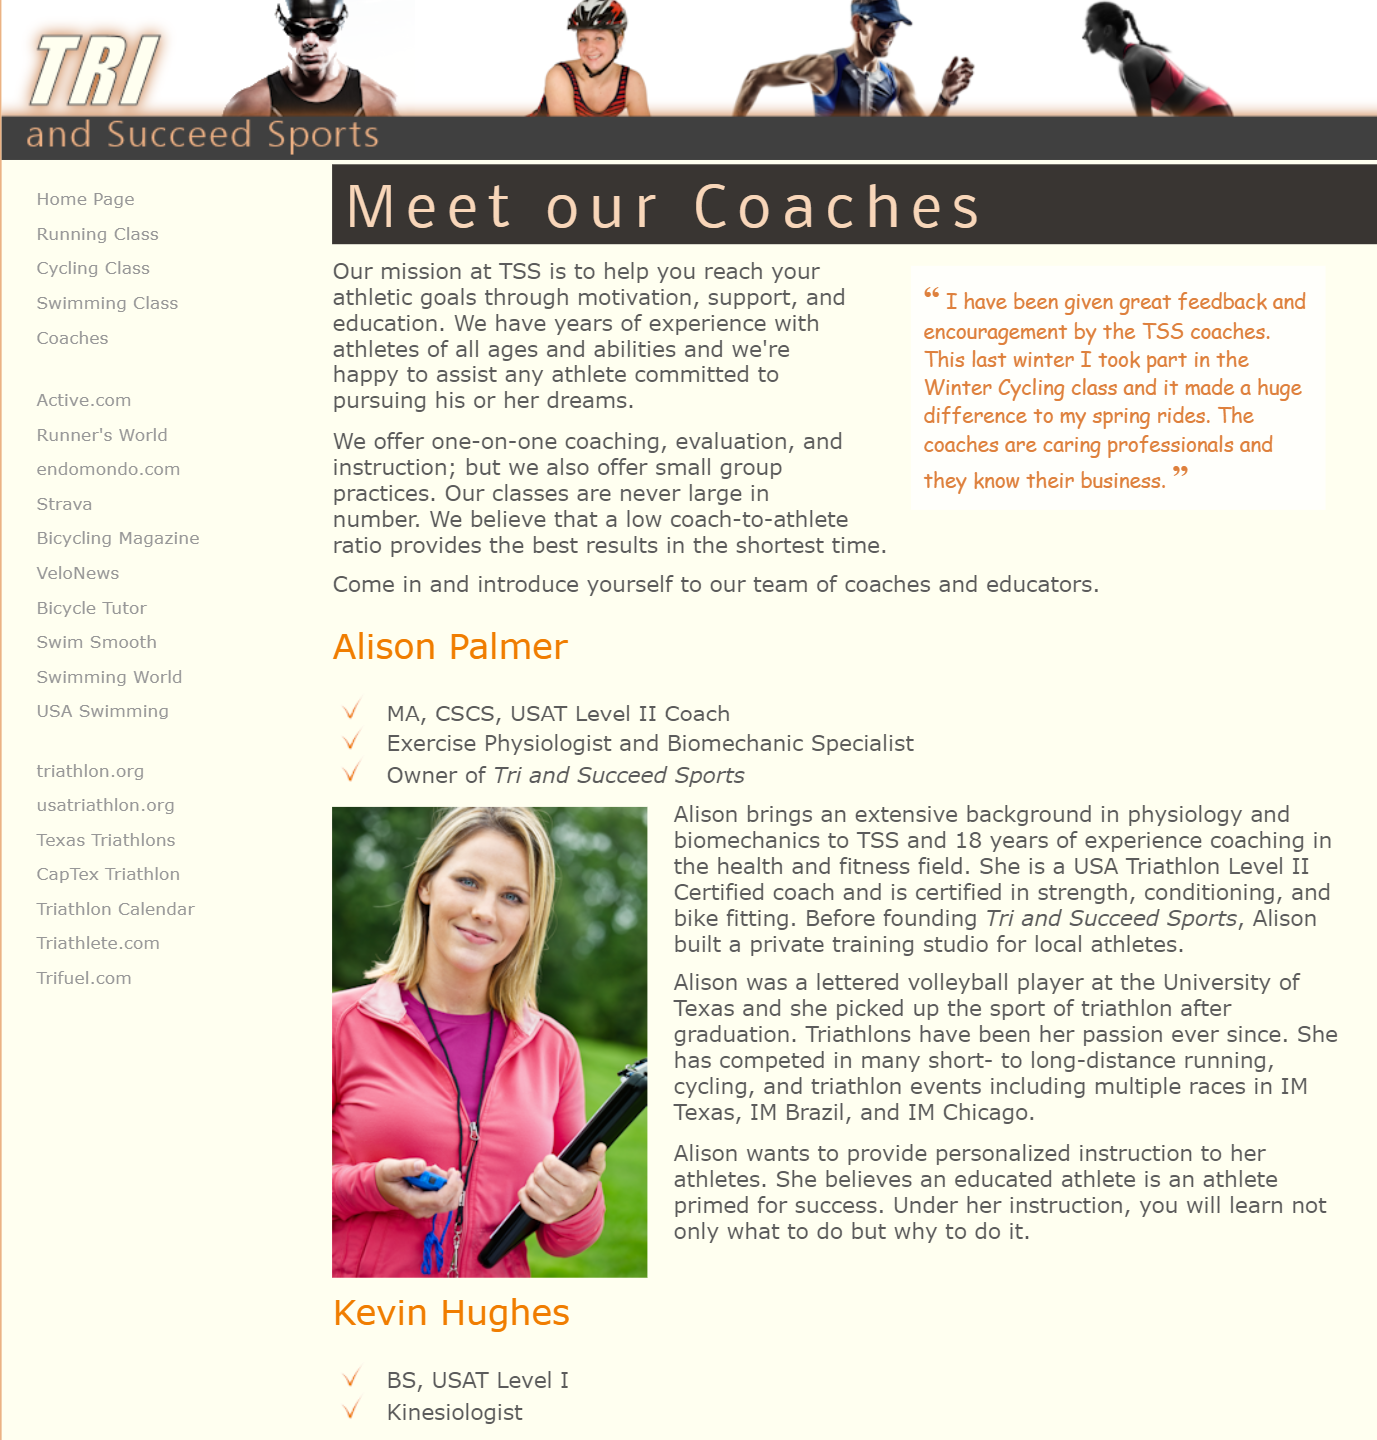 TRI
and Succeed Sports
Home Page
Running Class
Cycling Class
Swimming Class
Coaches
Active.com
Runner's World
endomondo.com
Strava
Bicycling Magazine
VeloNews
Bicycle Tutor
Swim Smooth
Swimming World
USA Swimming
triathlon.org
usatriathlon.org
Texas Triathlons
CapTex Triathlon
Triathlon Calendar
Triathlete.com
Trifuel.com
Meet our Coaches
Our mission at TSS is to help you reach your
athletic goals through motivation, support, and
education. We have years of experience with
athletes of all ages and abilities and we're
happy to assist any athlete committed to
pursuing his or her dreams.
We offer one-on-one coaching, evaluation, and
instruction; but we also offer small group
practices. Our classes are never large in
number. We believe that a low coach-to-athlete
ratio provides the best results in the shortest time.
“ I have been given great feedback and
encouragement by the TSS coaches.
This last winter I took part in the
Winter Cycling class and it made a huge
difference to my spring rides. The
coaches are caring professionals and
they know their business. ”
Come in and introduce yourself to our team of coaches and educators.
Alison Palmer
MA, CSCS, USAT Level II Coach
Exercise Physiologist and Biomechanic Specialist
Owner of Tri and Succeed Sports
Alison brings an extensive background in physiology and
biomechanics to TSS and 18 years of experience coaching in
the health and fitness field. She is a USA Triathlon Level II
Certified coach and is certified in strength, conditioning, and
bike fitting. Before founding Tri and Succeed Sports, Alison
built a private training studio for local athletes.
Alison was a lettered volleyball player at the University of
Texas and she picked up the sport of triathlon after
graduation. Triathlons have been her passion ever since. She
has competed in many short- to long-distance running,
cycling, and triathlon events including multiple races in IM
Texas, IM Brazil, and IM Chicago.
Alison wants to provide personalized instruction to her
athletes. She believes an educated athlete is an athlete
primed for success. Under her instruction, you will learn not
only what to do but why to do it.
Kevin Hughes
BS, USAT Level I
Kinesiologist